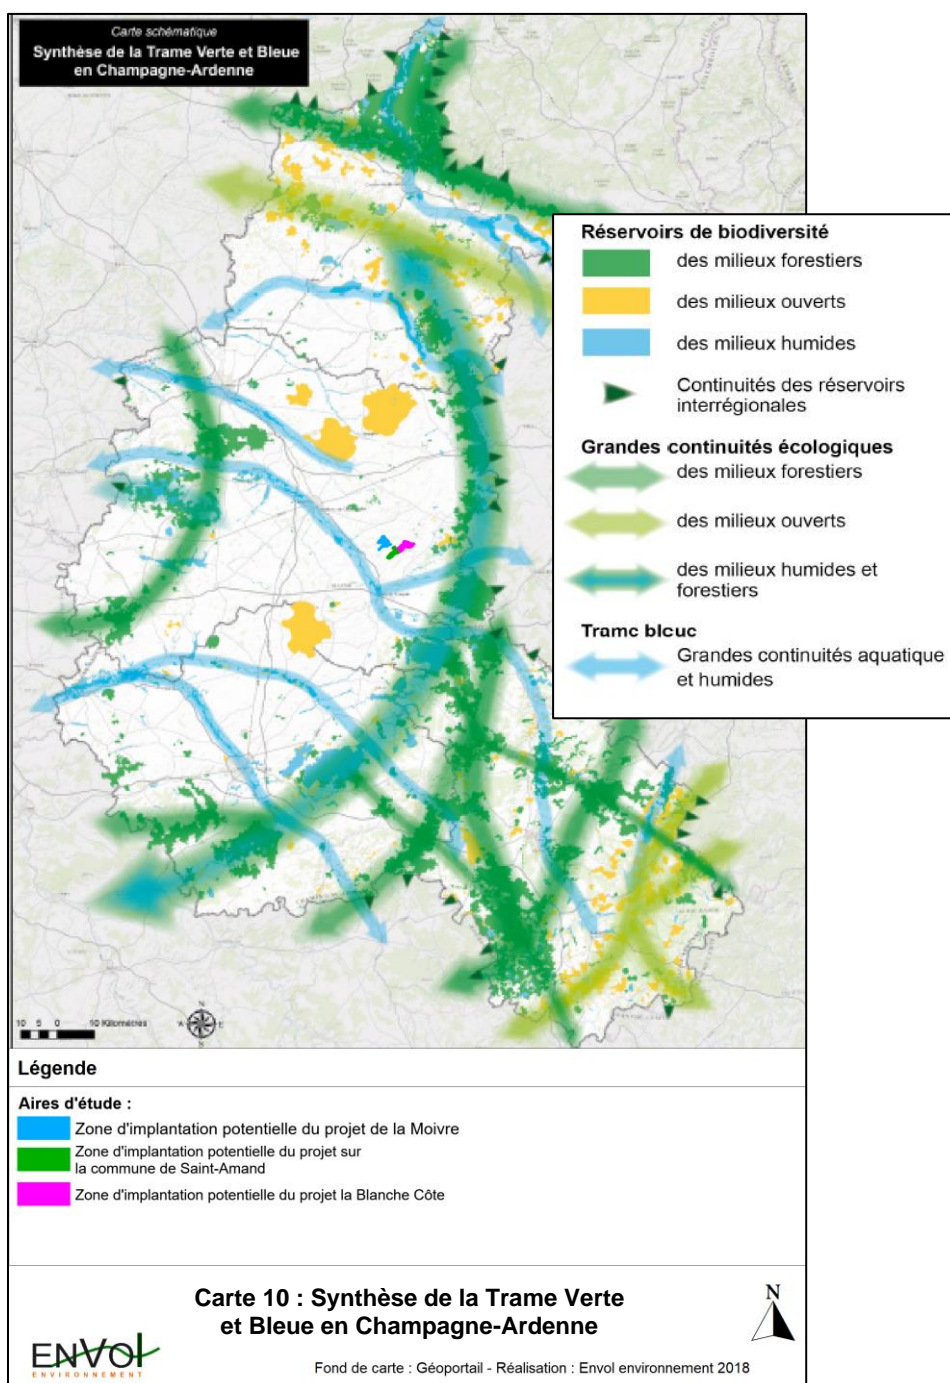 Carte schématique
Synthèse de la Trame Verte et Bleue
en Champagne-Ardenne
Réservoirs de biodiversité
des milieux forestiers
des milieux ouverts
des milieux humides
Continuités des réservoirs
interrégionales
Grandes continuités écologiques
des milieux forestiers
des milieux ouverts
des milieux humides et
forestiers
Trame bleue
Grandes continuités aquatique
et humides
10 5 0 10 Kilomètres
N
W E
S
Légende
Aires d'étude :
Zone d'implantation potentielle du projet de la Moivre
Zone d'implantation potentielle du projet sur
la commune de Saint-Amand
Zone d'implantation potentielle du projet la Blanche Côte
Carte 10 : Synthèse de la Trame Verte
et Bleue en Champagne-Ardenne
N
ENVOl
ENVIRONNEMENT
Fond de carte : Géoportail - Réalisation : Envol environnement 2018